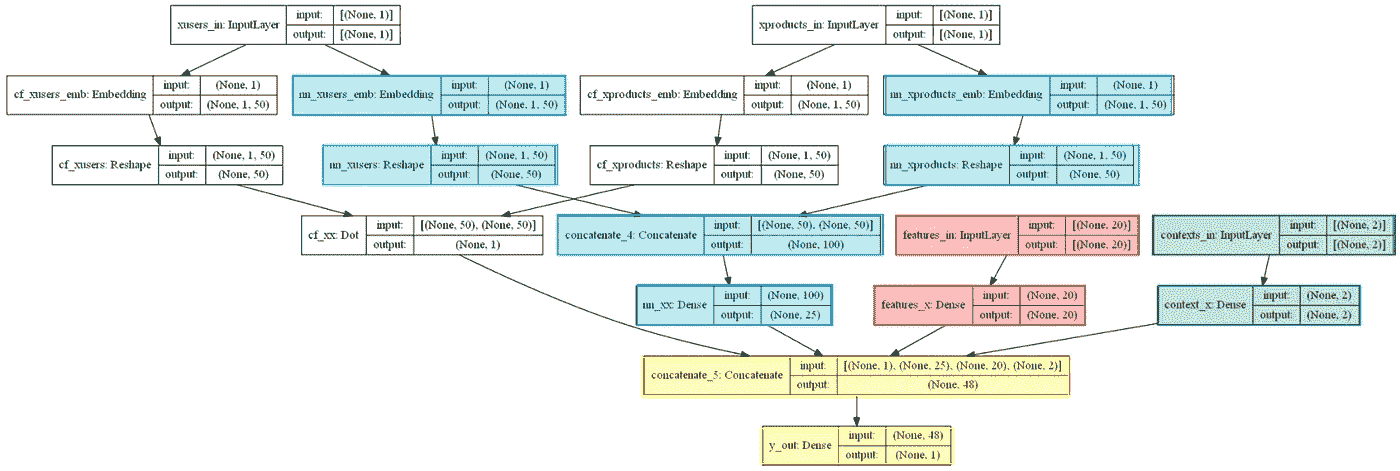 xusers_in: InputLayer input: [(None, 1)] output: [(None, 1)]
xproducts_in: InputLayer input: [(None, 1)] output: [(None, 1)]
cf_xusers_emb: Embedding input: (None, 1) output: (None, 1, 50)
nn_xusers_emb: Embedding input: (None, 1) output: (None, 1, 50)
cf_xproducts_emb: Embedding input: (None, 1) output: (None, 1, 50)
nn_xproducts_emb: Embedding input: (None, 1) output: (None, 1, 50)
cf_xusers: Reshape input: (None, 1, 50) output: (None, 50)
nn_xusers: Reshape input: (None, 1, 50) output: (None, 50)
cf_xproducts: Reshape input: (None, 1, 50) output: (None, 50)
nn_xproducts: Reshape input: (None, 1, 50) output: (None, 50)
cf_xx: Dot input: [(None, 50), (None, 50)] output: (None, 1)
concatenate_4: Concatenate input: [(None, 50), (None, 50)] output: (None, 100)
features_in: InputLayer input: [(None, 20)] output: [(None, 20)]
contexts_in: InputLayer input: [(None, 2)] output: [(None, 2)]
nn_xx: Dense input: (None, 100) output: (None, 25)
features_x: Dense input: (None, 20) output: (None, 20)
context_x: Dense input: (None, 2) output: (None, 2)
concatenate_5: Concatenate input: [(None, 1), (None, 25), (None, 20), (None, 2)] output: (None, 48)
y_out: Dense input: (None, 48) output: (None, 1)